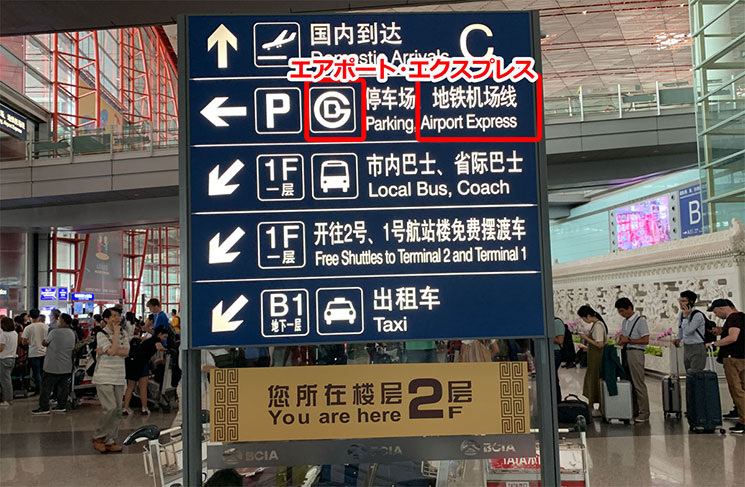 国内到达
Domestic Arrivals
C
エアポート・エクスプレス
P
停车场 地铁机场线
Parking, Airport Express
1F
一层
市内巴士、省际巴士
Local Bus, Coach
1F
一层
开往2号、1号航站楼免费摆渡车
Free Shuttles to Terminal 2 and Terminal 1
B1
地下一层
出租车
Taxi
您所在楼层2层
You are here F
BCIA
BCIA
B